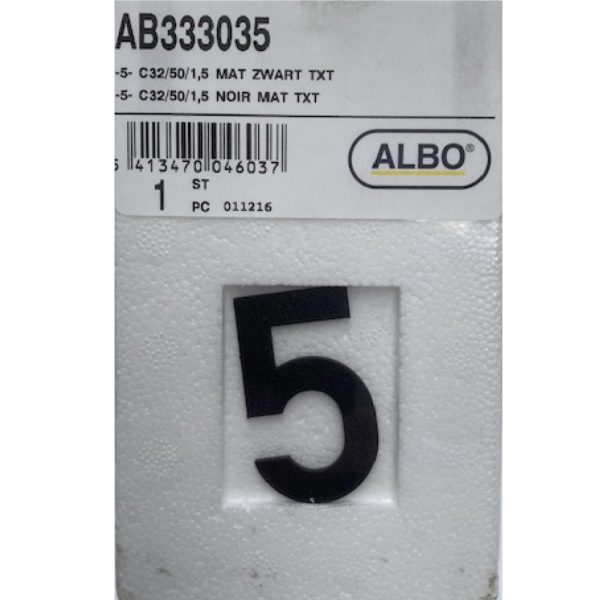 AB333035
-5- C32/50/1,5 MAT ZWART TXT
-5- C32/50/1,5 NOIR MAT TXT
5 413470 046037
ALBO®
1 ST
PC 011216
5